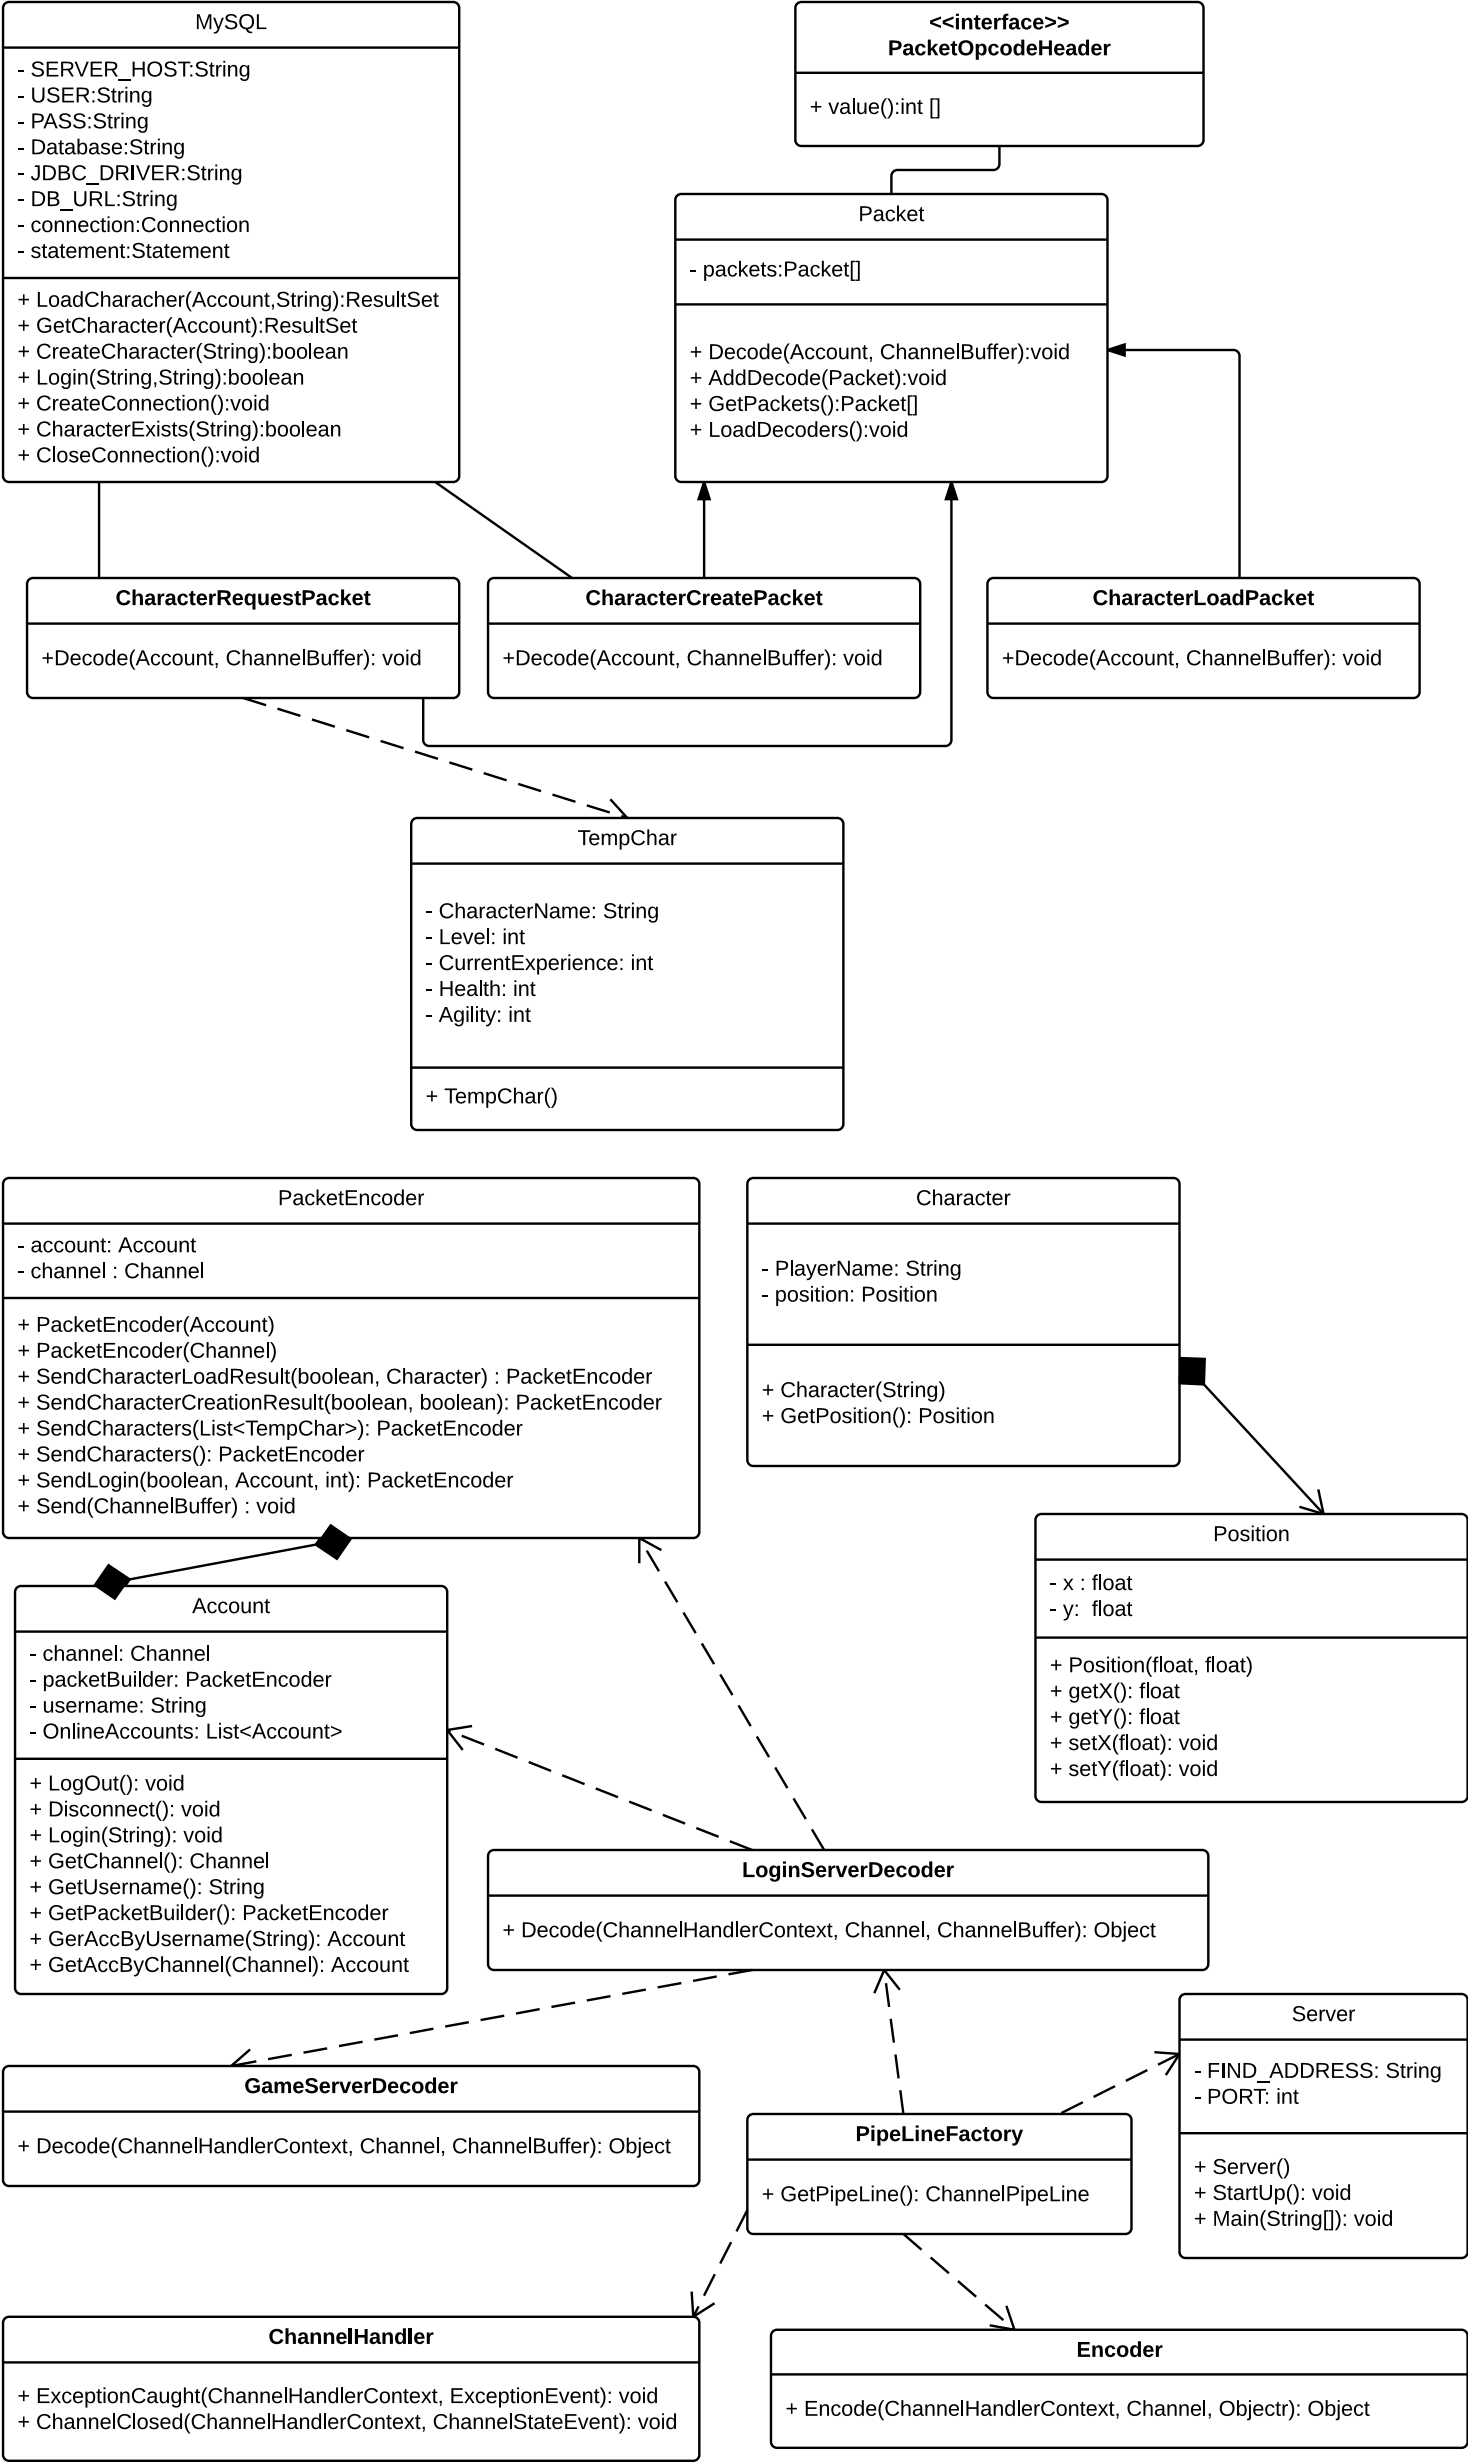 MySQL
- SERVER_HOST:String
- USER:String
- PASS:String
- Database:String
- JDBC_DRIVER:String
- DB_URL:String
- connection:Connection
- statement:Statement
+ LoadCharacher(Account,String):ResultSet
+ GetCharacter(Account):ResultSet
+ CreateCharacter(String):boolean
+ Login(String,String):boolean
+ CreateConnection():void
+ CharacterExists(String):boolean
+ CloseConnection():void
<<interface>>
PacketOpcodeHeader
+ value():int []
Packet
- packets:Packet[]
+ Decode(Account, ChannelBuffer):void
+ AddDecode(Packet):void
+ GetPackets():Packet[]
+ LoadDecoders():void
CharacterRequestPacket
+Decode(Account, ChannelBuffer): void
CharacterCreatePacket
+Decode(Account, ChannelBuffer): void
CharacterLoadPacket
+Decode(Account, ChannelBuffer): void
TempChar
- CharacterName: String
- Level: int
- CurrentExperience: int
- Health: int
- Agility: int
+ TempChar()
PacketEncoder
- account: Account
- channel : Channel
+ PacketEncoder(Account)
+ PacketEncoder(Channel)
+ SendCharacterLoadResult(boolean, Character) : PacketEncoder
+ SendCharacterCreationResult(boolean, boolean): PacketEncoder
+ SendCharacters(List<TempChar>): PacketEncoder
+ SendCharacters(): PacketEncoder
+ SendLogin(boolean, Account, int): PacketEncoder
+ Send(ChannelBuffer) : void
Character
- PlayerName: String
- position: Position
+ Character(String)
+ GetPosition(): Position
Position
- x : float
- y:  float
+ Position(float, float)
+ getX(): float
+ getY(): float
+ setX(float): void
+ setY(float): void
Account
- channel: Channel
- packetBuilder: PacketEncoder
- username: String
- OnlineAccounts: List<Account>
+ LogOut(): void
+ Disconnect(): void
+ Login(String): void
+ GetChannel(): Channel
+ GetUsername(): String
+ GetPacketBuilder(): PacketEncoder
+ GerAccByUsername(String): Account
+ GetAccByChannel(Channel): Account
LoginServerDecoder
+ Decode(ChannelHandlerContext, Channel, ChannelBuffer): Object
Server
- FIND_ADDRESS: String
- PORT: int
+ Server()
+ StartUp(): void
+ Main(String[]): void
GameServerDecoder
+ Decode(ChannelHandlerContext, Channel, ChannelBuffer): Object
PipeLineFactory
+ GetPipeLine(): ChannelPipeLine
ChannelHandler
+ ExceptionCaught(ChannelHandlerContext, ExceptionEvent): void
+ ChannelClosed(ChannelHandlerContext, ChannelStateEvent): void
Encoder
+ Encode(ChannelHandlerContext, Channel, Objectr): Object